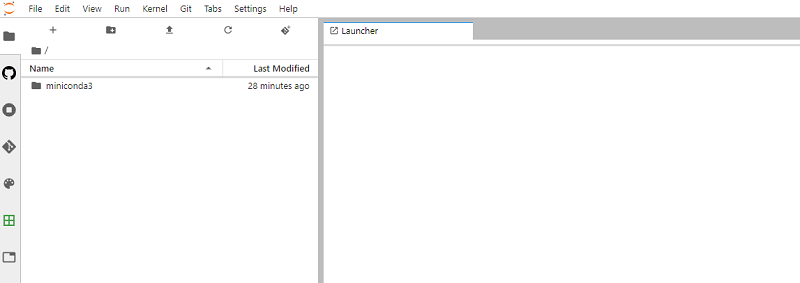 File Edit View Run Kernel Git Tabs Settings Help
Launcher
/
Name Last Modified
miniconda3 28 minutes ago